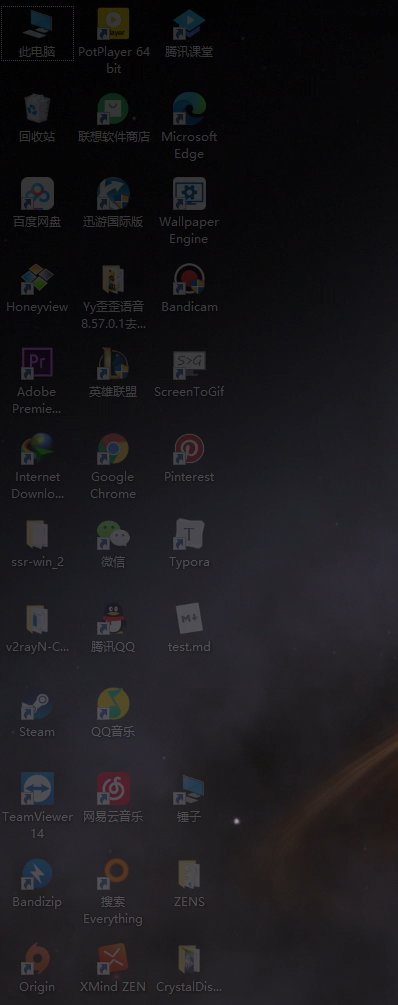 此电脑
PotPlayer 64
bit
腾讯课堂
回收站
联想软件商店
Microsoft
Edge
百度网盘
迅游国际版
Wallpaper
Engine
Honeyview
Yy歪歪语音
8.57.0.1去...
Bandicam
Pr
Adobe
Premie...
英雄联盟
S>G
ScreenToGif
Internet
Downlo...
Google
Chrome
Pinterest
ssr-win_2
微信
T
Typora
v2rayN-C...
腾讯QQ
M↓
test.md
Steam
QQ音乐
TeamViewer
14
网易云音乐
锤子
Bandizip
搜索
Everything
ZENS
Origin
XMind ZEN
CrystalDis...